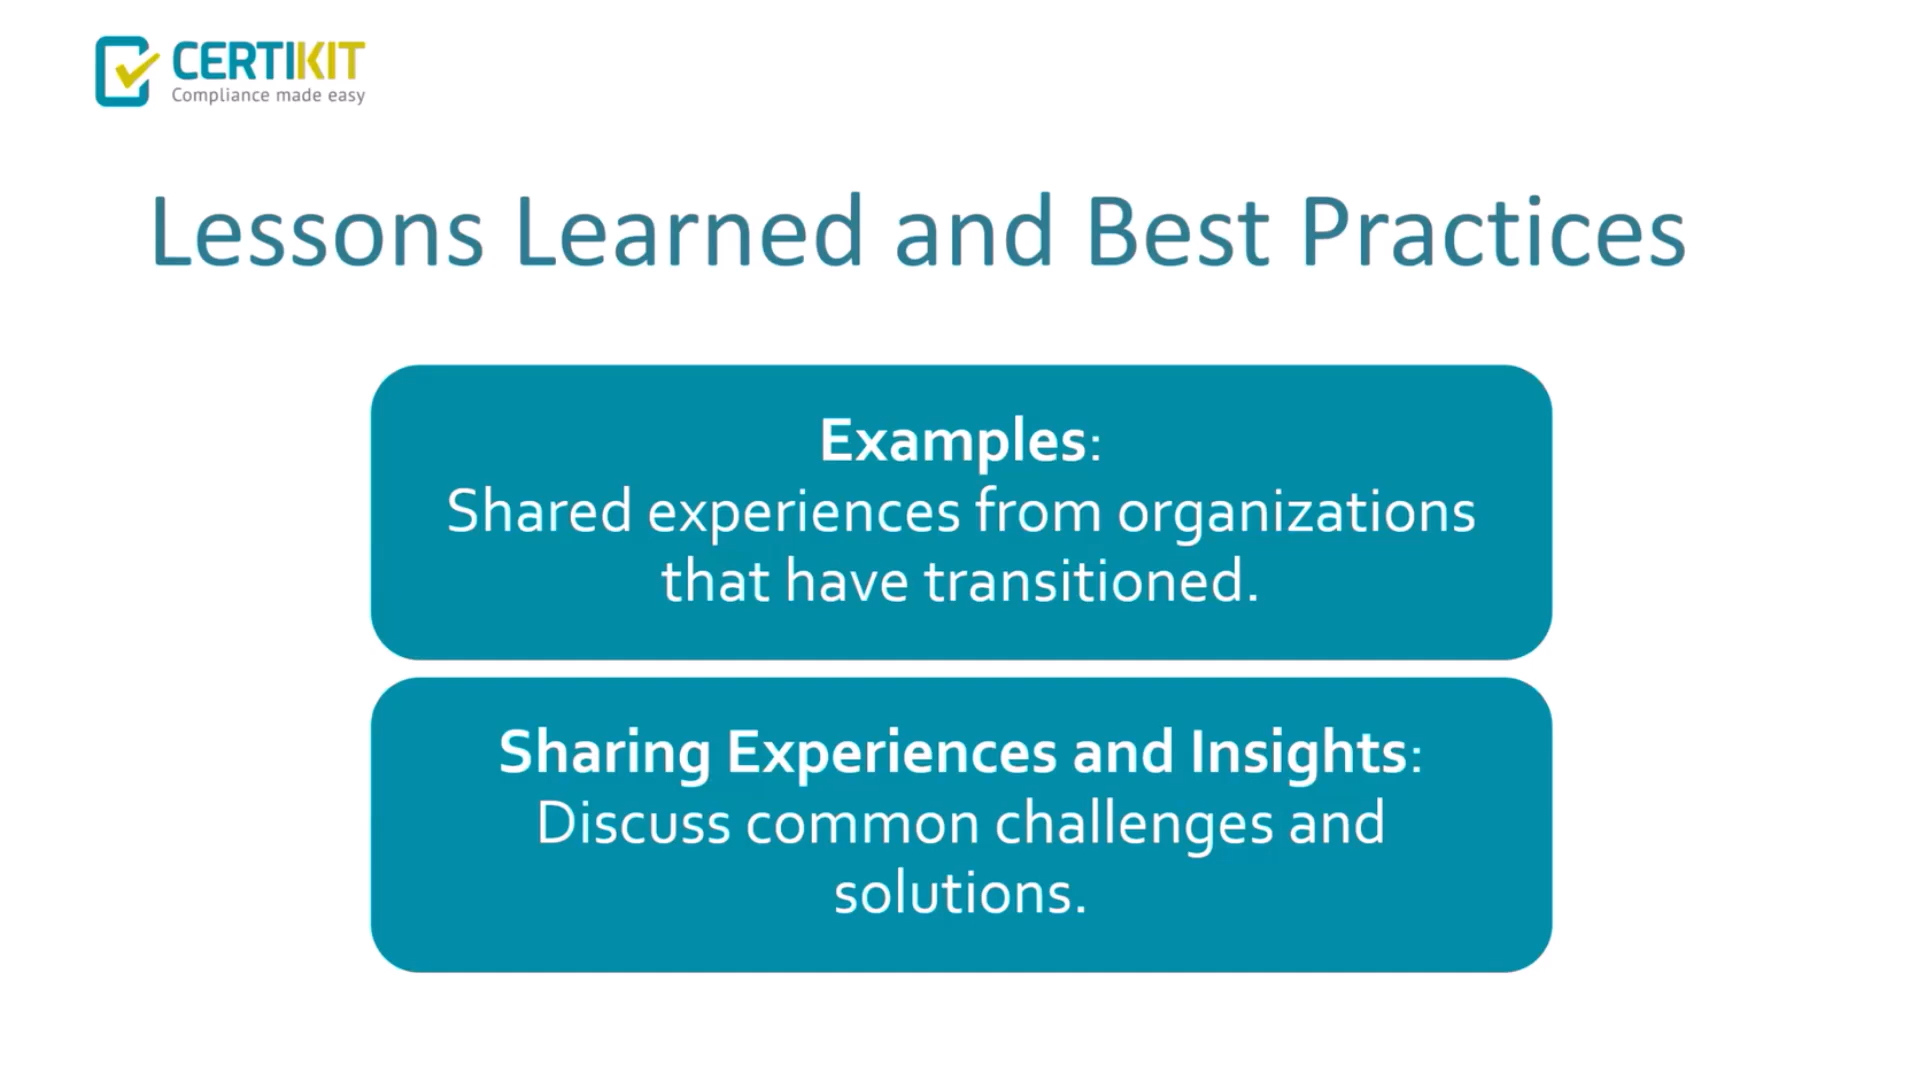 CERTIKIT
Compliance made easy
Lessons Learned and Best Practices
Examples:
Shared experiences from organizations
that have transitioned.
Sharing Experiences and Insights:
Discuss common challenges and
solutions.